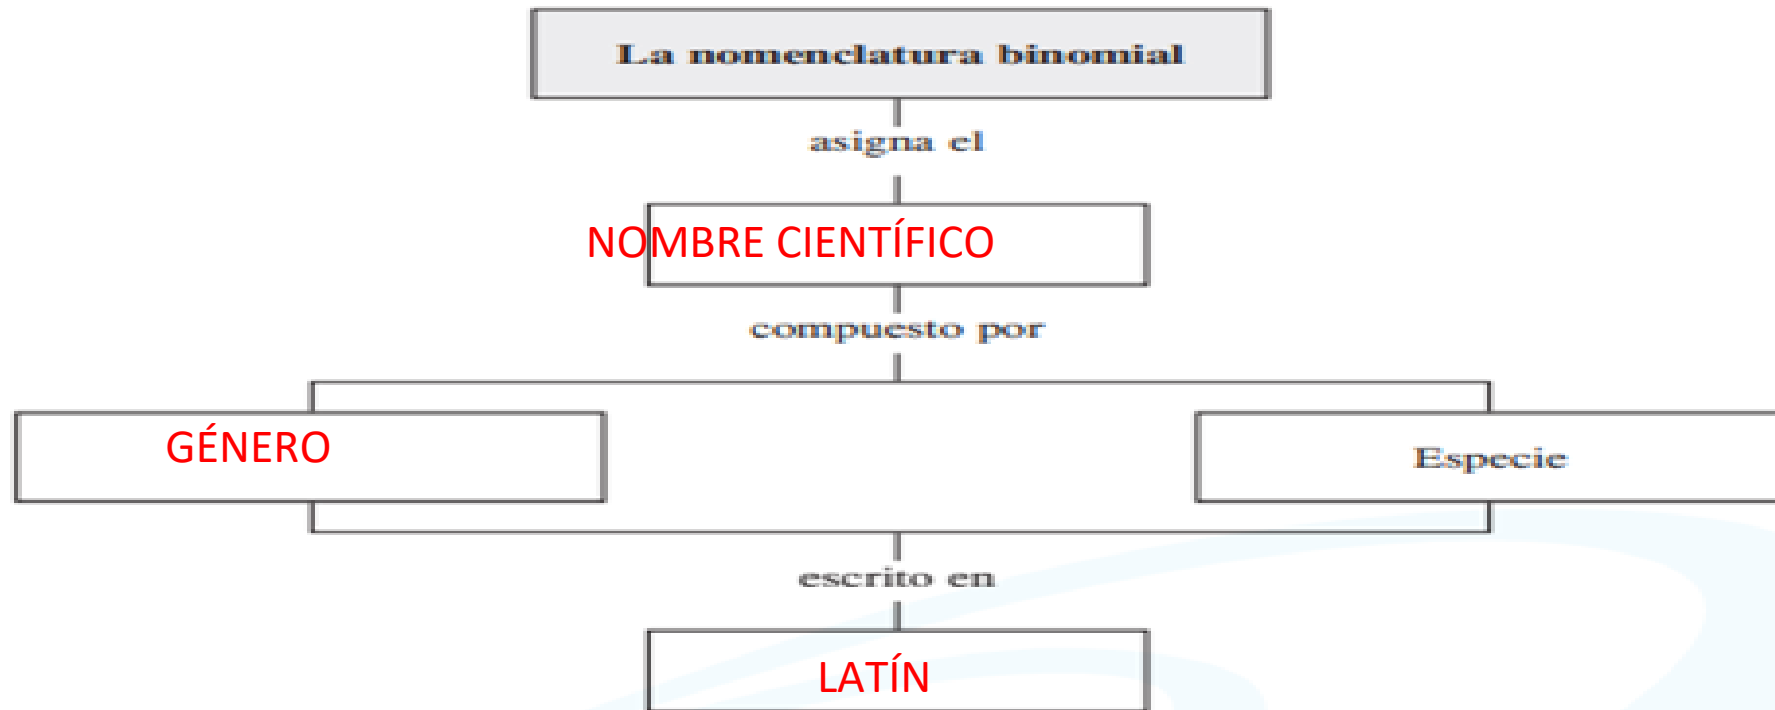 La nomenclatura binomial
asigna el
NOMBRE CIENTÍFICO
compuesto por
GÉNERO
Especie
escrito en
LATÍN